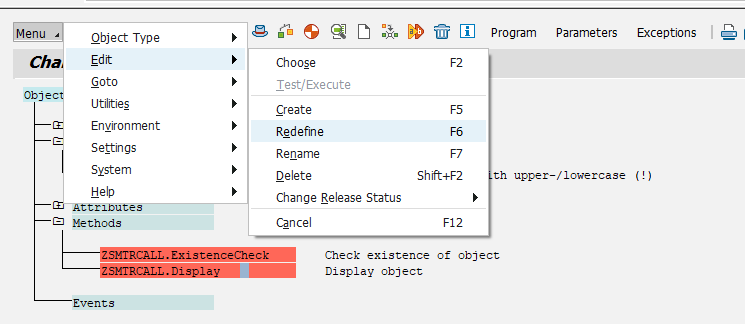 Menu
Program Parameters Exceptions
Object Type
Edit
Goto
Utilities
Environment
Settings
System
Help
Choose F2
Test/Execute
Create F5
Redefine F6
Rename F7
Delete Shift+F2
Change Release Status
Cancel F12
Cha
Object
th upper-/lowercase (!)
Attributes
Methods
ZSMTRCALL.ExistenceCheck Check existence of object
ZSMTRCALL.Display Display object
Events